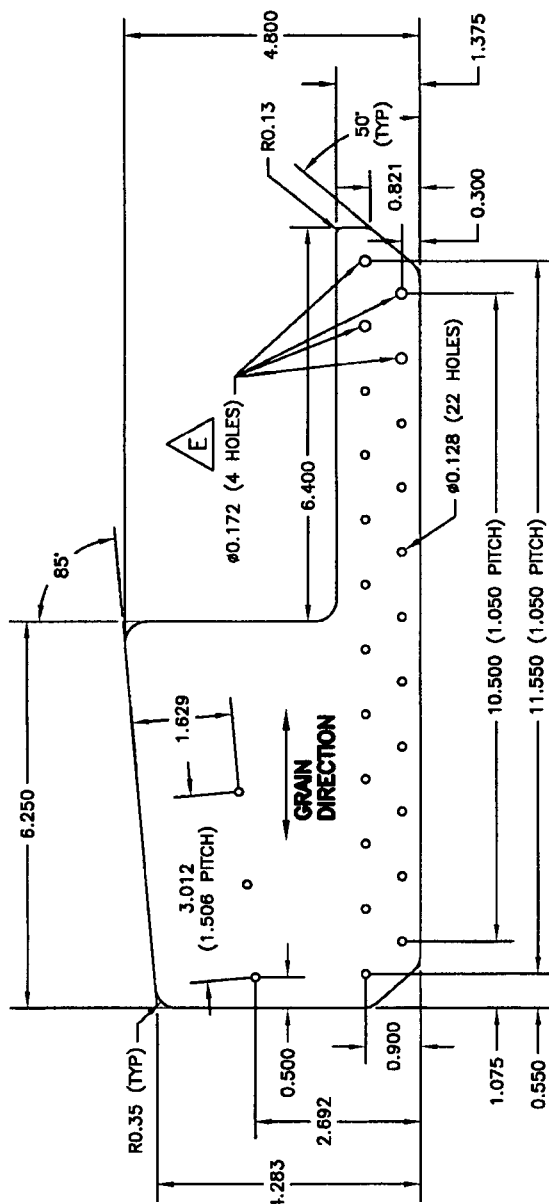 4.800
1.375
R0.13
50°
(TYP)
0.821
0.300
E
ø0.172 (4 HOLES)
6.400
85°
ø0.128 (22 HOLES)
10.500 (1.050 PITCH)
11.550 (1.050 PITCH)
6.250
1.629
GRAIN
DIRECTION
3.012
(1.506 PITCH)
R0.35 (TYP)
0.500
0.900
2.692
4.283
1.075
0.550